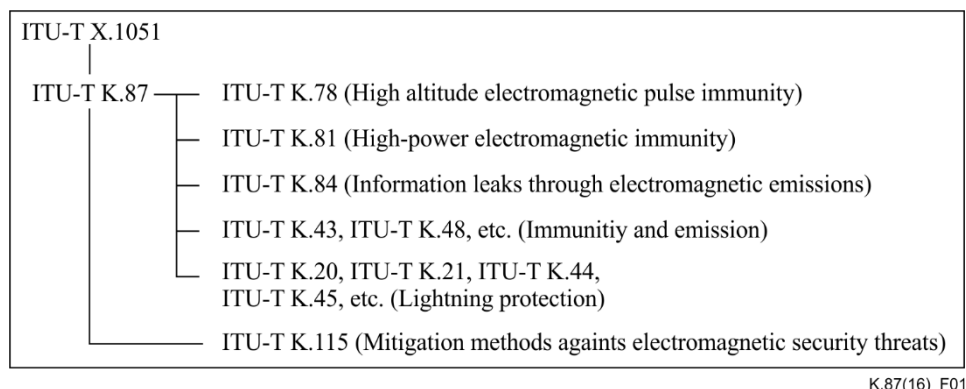 ITU-T X.1051
ITU-T K.87
ITU-T K.78 (High altitude electromagnetic pulse immunity)
ITU-T K.81 (High-power electromagnetic immunity)
ITU-T K.84 (Information leaks through electromagnetic emissions)
ITU-T K.43, ITU-T K.48, etc. (Immunitiy and emission)
ITU-T K.20, ITU-T K.21, ITU-T K.44,
ITU-T K.45, etc. (Lightning protection)
ITU-T K.115 (Mitigation methods againts electromagnetic security threats)
K.87(16)_F01